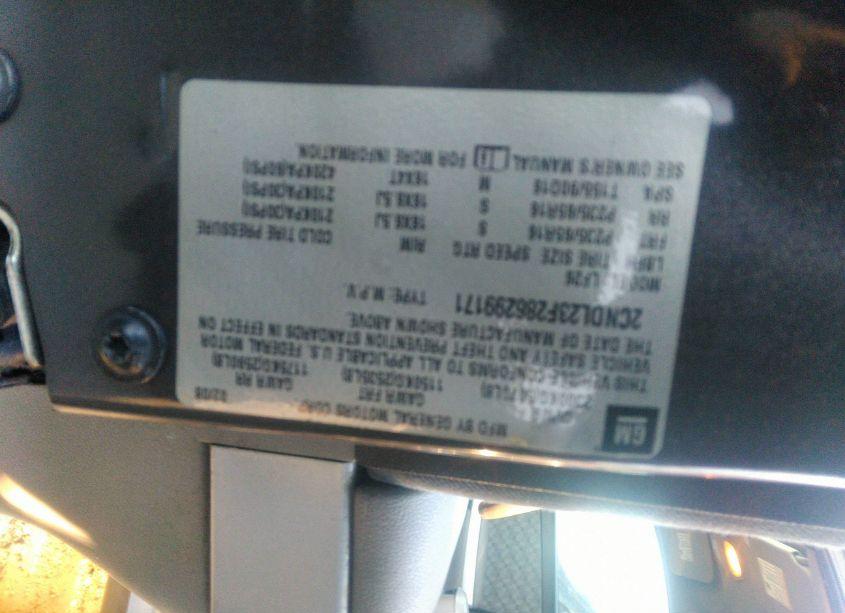 GM
MFD BY GENERAL MOTORS CORP
02/08
GAWR FRT
GAWR RR
1150KG(2535LB)
1175KG(2590LB)
THIS VEHICLE CONFORMS TO ALL APPLICABLE U.S. FEDERAL MOTOR
VEHICLE SAFETY AND THEFT PREVENTION STANDARDS IN EFFECT ON
THE DATE OF MANUFACTURE SHOWN ABOVE.
2CNDL23F286299171 TYPE: M.P.V.
MODEL: LF26
TIRE SIZE SPEED RTG RIM COLD TIRE PRESSURE
FRT P235/65R16 S 16X6.5J 210KPA(30PSI)
RR P235/65R16 S 16X6.5J 210KPA(30PSI)
SPA T155/90D16 M 16X4T 420KPA(60PSI)
SEE OWNER'S MANUAL FOR MORE INFORMATION.